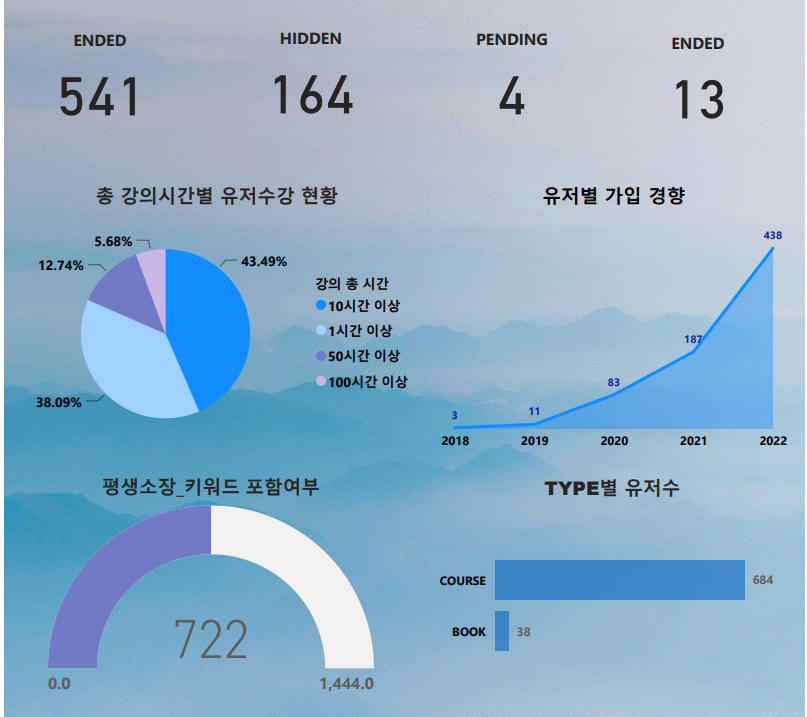 ENDED
541
HIDDEN
164
PENDING
4
ENDED
13
총 강의시간별 유저수강 현황
5.68%
12.74%
43.49%
38.09%
강의 총 시간
10시간 이상
1시간 이상
50시간 이상
100시간 이상
유저별 가입 경향
438
187
83
11
3
2018 2019 2020 2021 2022
평생소장_키워드 포함여부
722
0.0 1,444.0
TYPE별 유저수
COURSE 684
BOOK 38